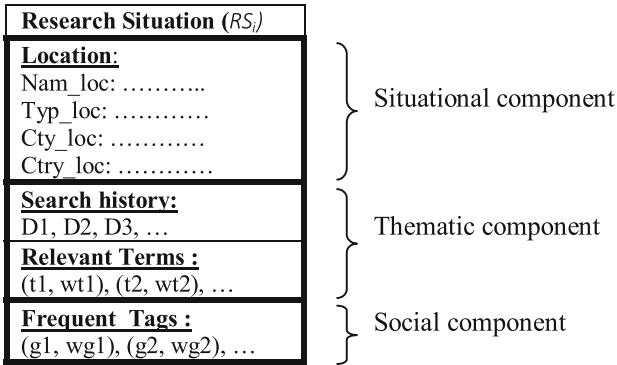 Research Situation (RSi)
Location:
Nam_loc: ………..
Typ_loc: …………
Cty_loc: …………
Ctry_loc: …………
Situational component
Search history:
D1, D2, D3, …
Relevant Terms :
(t1, wt1), (t2, wt2), …
Thematic component
Frequent Tags :
(g1, wg1), (g2, wg2), …
Social component